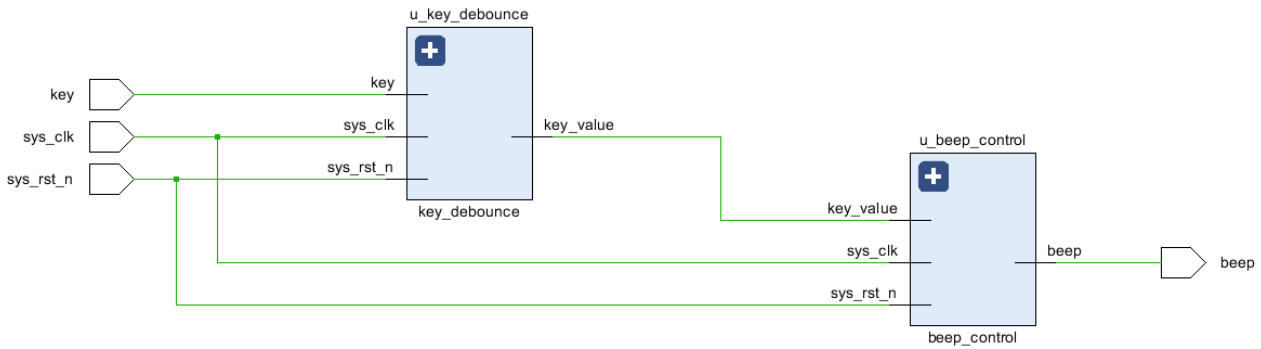 u_key_debounce
key
key
sys_clk
sys_clk
key_value
sys_rst_n
sys_rst_n
key_debounce
u_beep_control
key_value
sys_clk
beep
beep
sys_rst_n
beep_control